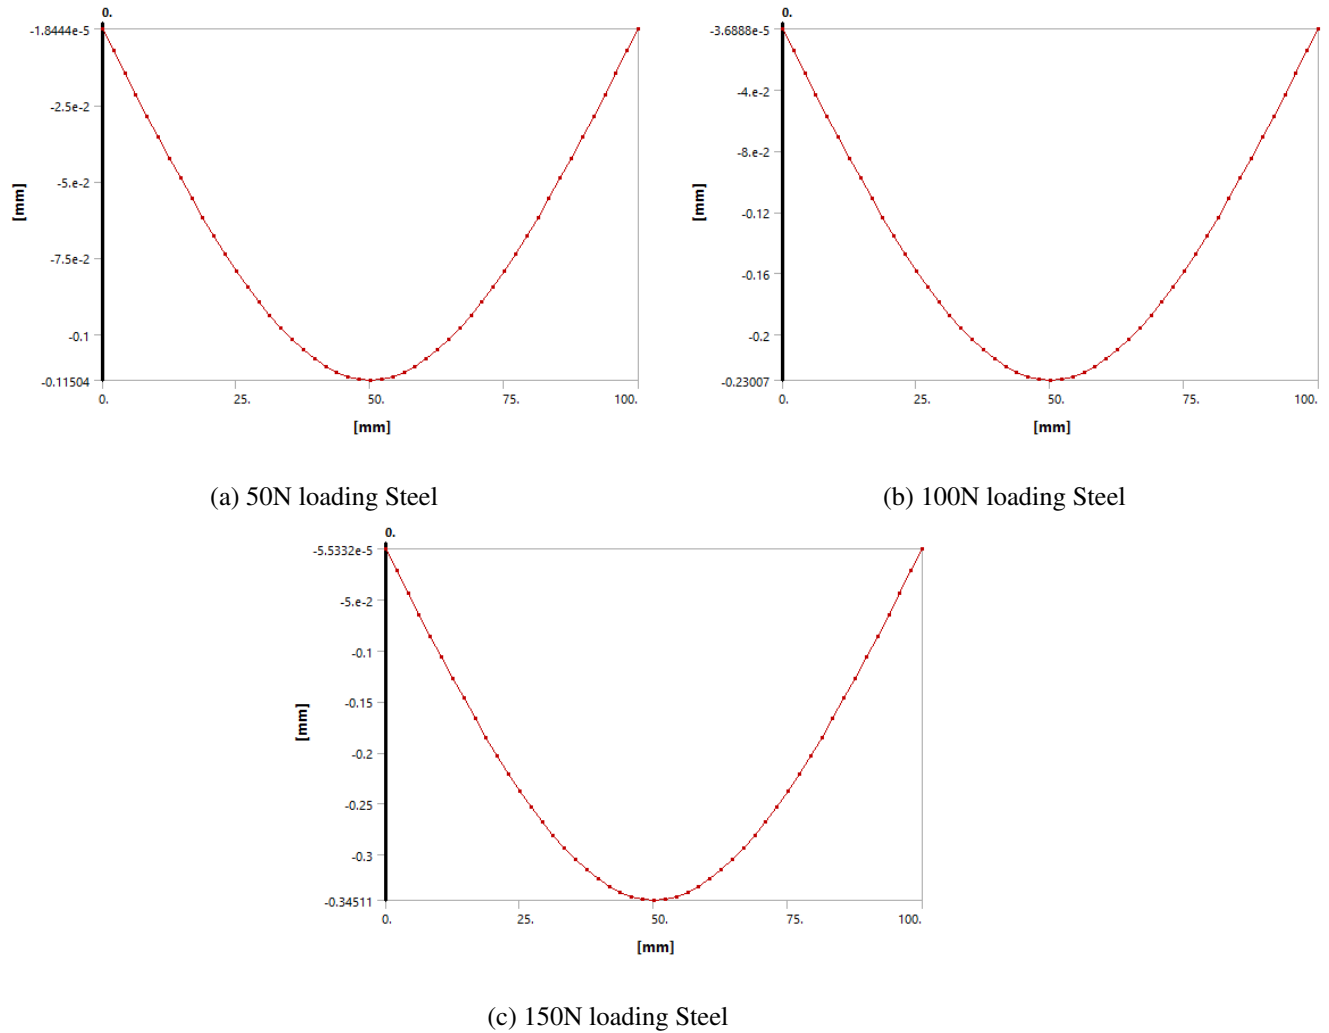 0.
-1.8444e-5
-2.5e-2
-5.e-2
-7.5e-2
-0.1
-0.11504
[mm]
0. 25. 50. 75. 100.
[mm]
(a) 50N loading Steel
0.
-3.6888e-5
-4.e-2
-8.e-2
-0.12
-0.16
-0.2
-0.23007
[mm]
0. 25. 50. 75. 100.
[mm]
(b) 100N loading Steel
0.
-5.5332e-5
-5.e-2
-0.1
-0.15
-0.2
-0.25
-0.3
-0.34511
[mm]
0. 25. 50. 75. 100.
[mm]
(c) 150N loading Steel